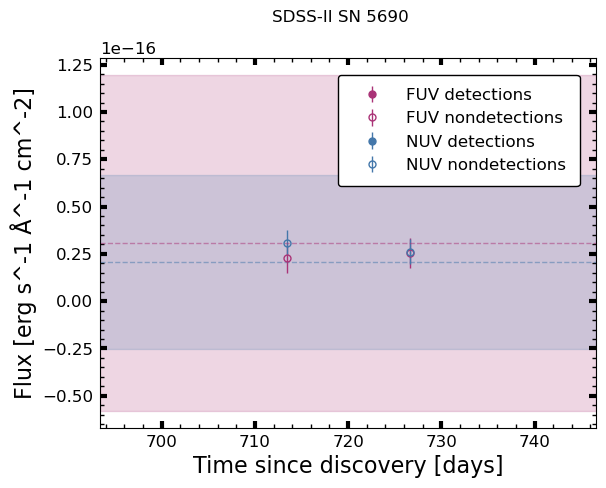 SDSS-II SN 5690
1e−16
1.25
1.00
0.75
0.50
0.25
0.00
−0.25
−0.50
Flux [erg s^-1 Å^-1 cm^-2]
FUV detections
FUV nondetections
NUV detections
NUV nondetections
700
710
720
730
740
Time since discovery [days]